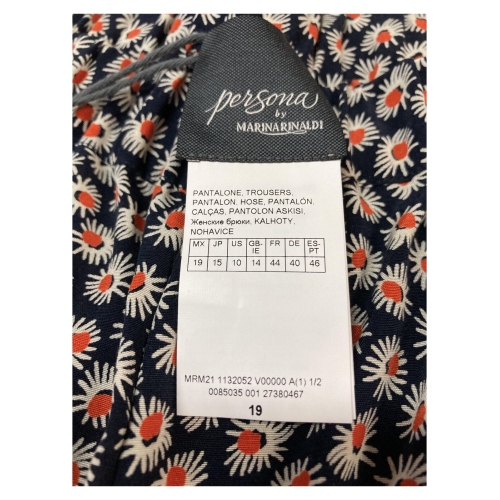 persona
by
MARINA RINALDI
PANTALONE, TROUSERS,
PANTALON, HOSE, PANTALÓN,
CALÇAS, PANTOLON ASKISI,
Женские брюки, KALHOTY,
NOHAVICE
MX JP US GB-IE FR DE ES-PT
19 15 10 14 44 40 46
MRM21 1132052 V00000 A(1) 1/2
0085035 001 27380467
19